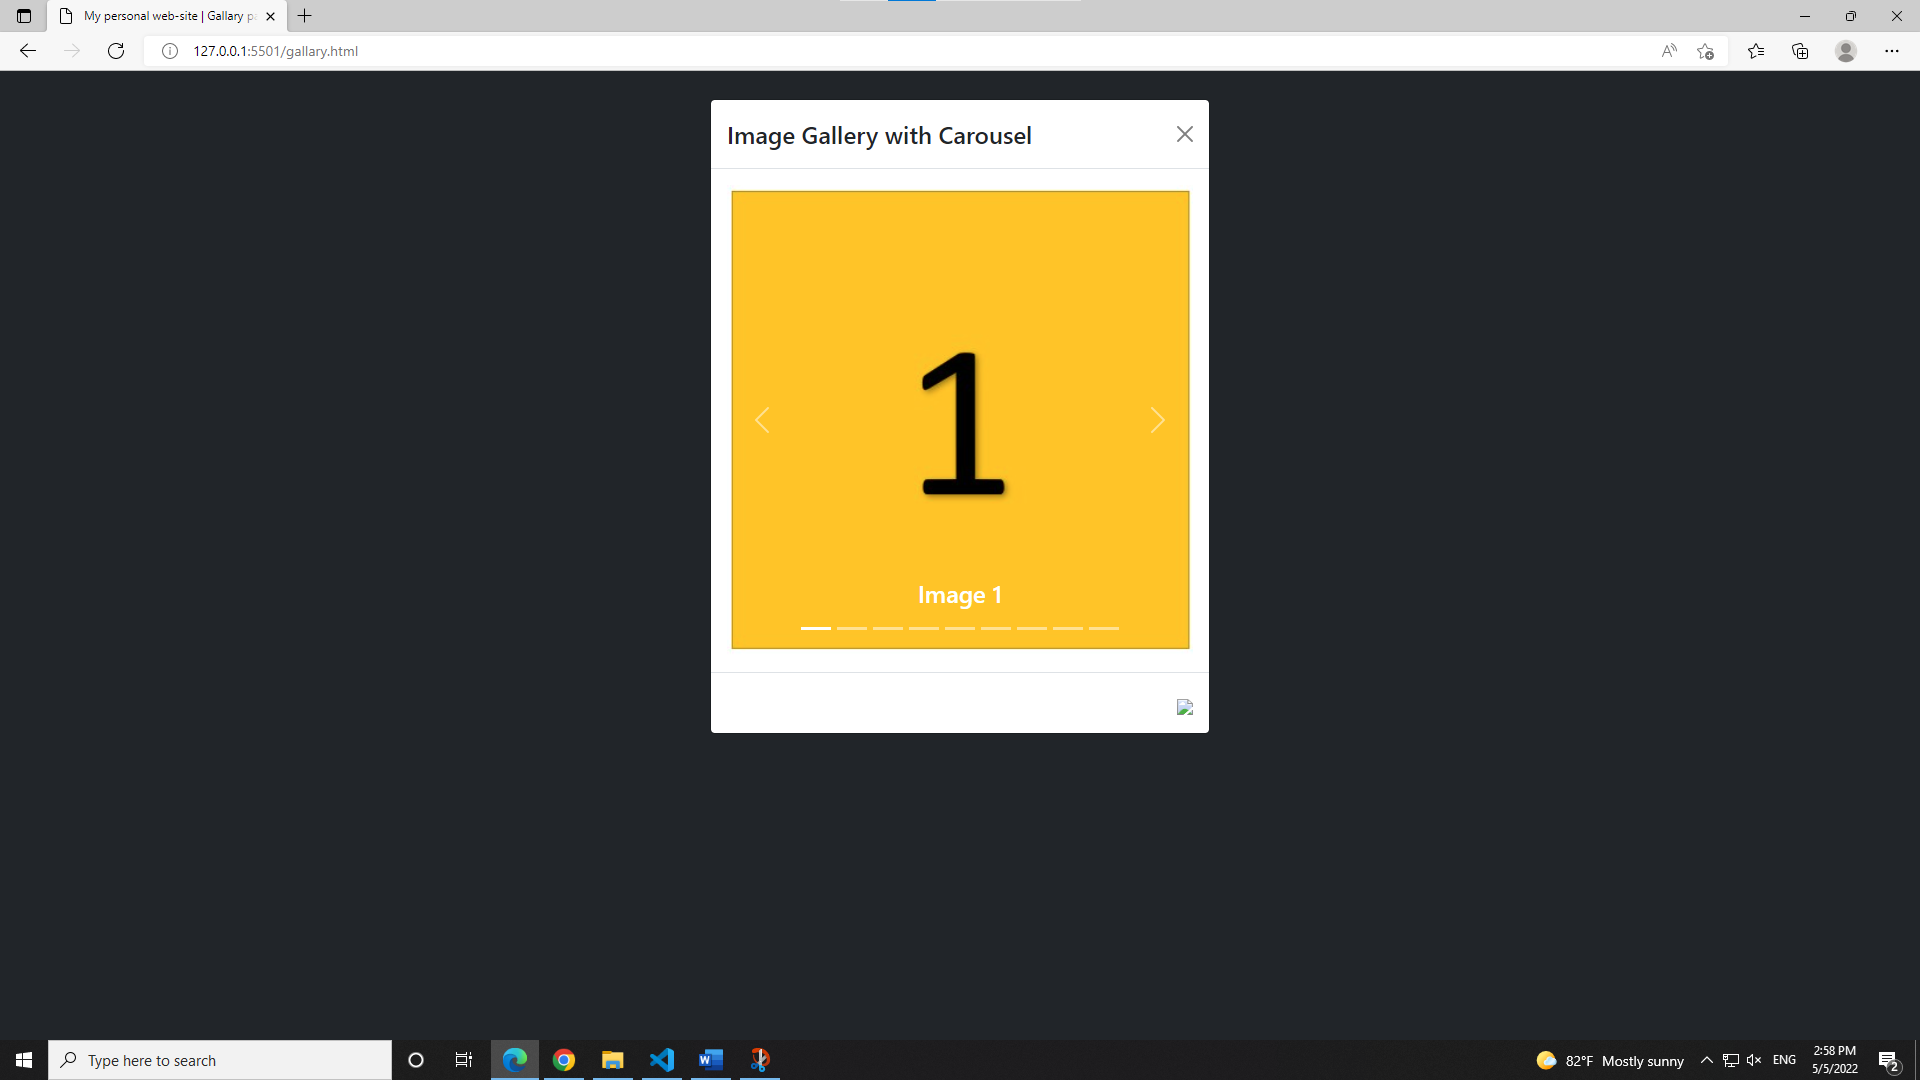 My personal web-site | Gallary pa
127.0.0.1:5501/gallary.html
Image Gallery with Carousel
1
Image 1
Type here to search
82°F Mostly sunny
ENG
2:58 PM
5/5/2022
2